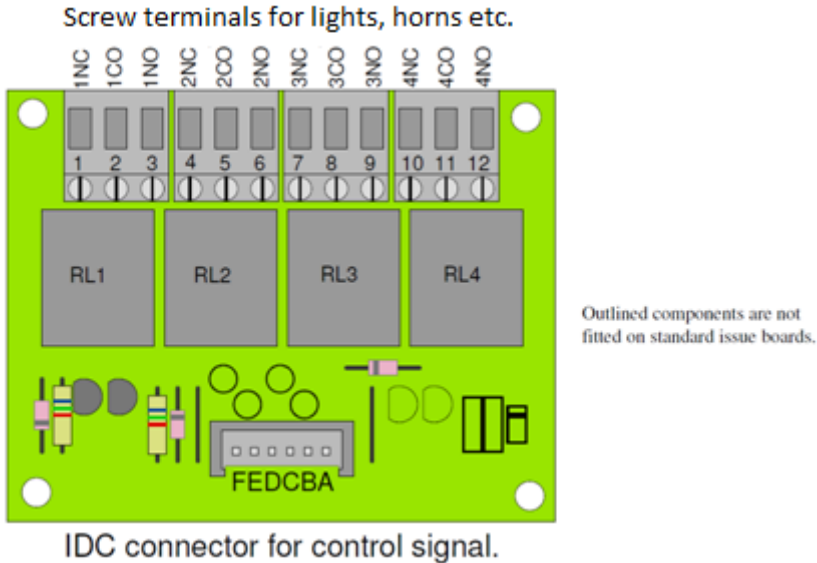 Screw terminals for lights, horns etc.
1NC 1CO 1NO 2NC 2CO 2NO 3NC 3CO 3NO 4NC 4CO 4NO
1 2 3 4 5 6 7 8 9 10 11 12
RL1 RL2 RL3 RL4
Outlined components are not
fitted on standard issue boards.
FEDCBA
IDC connector for control signal.